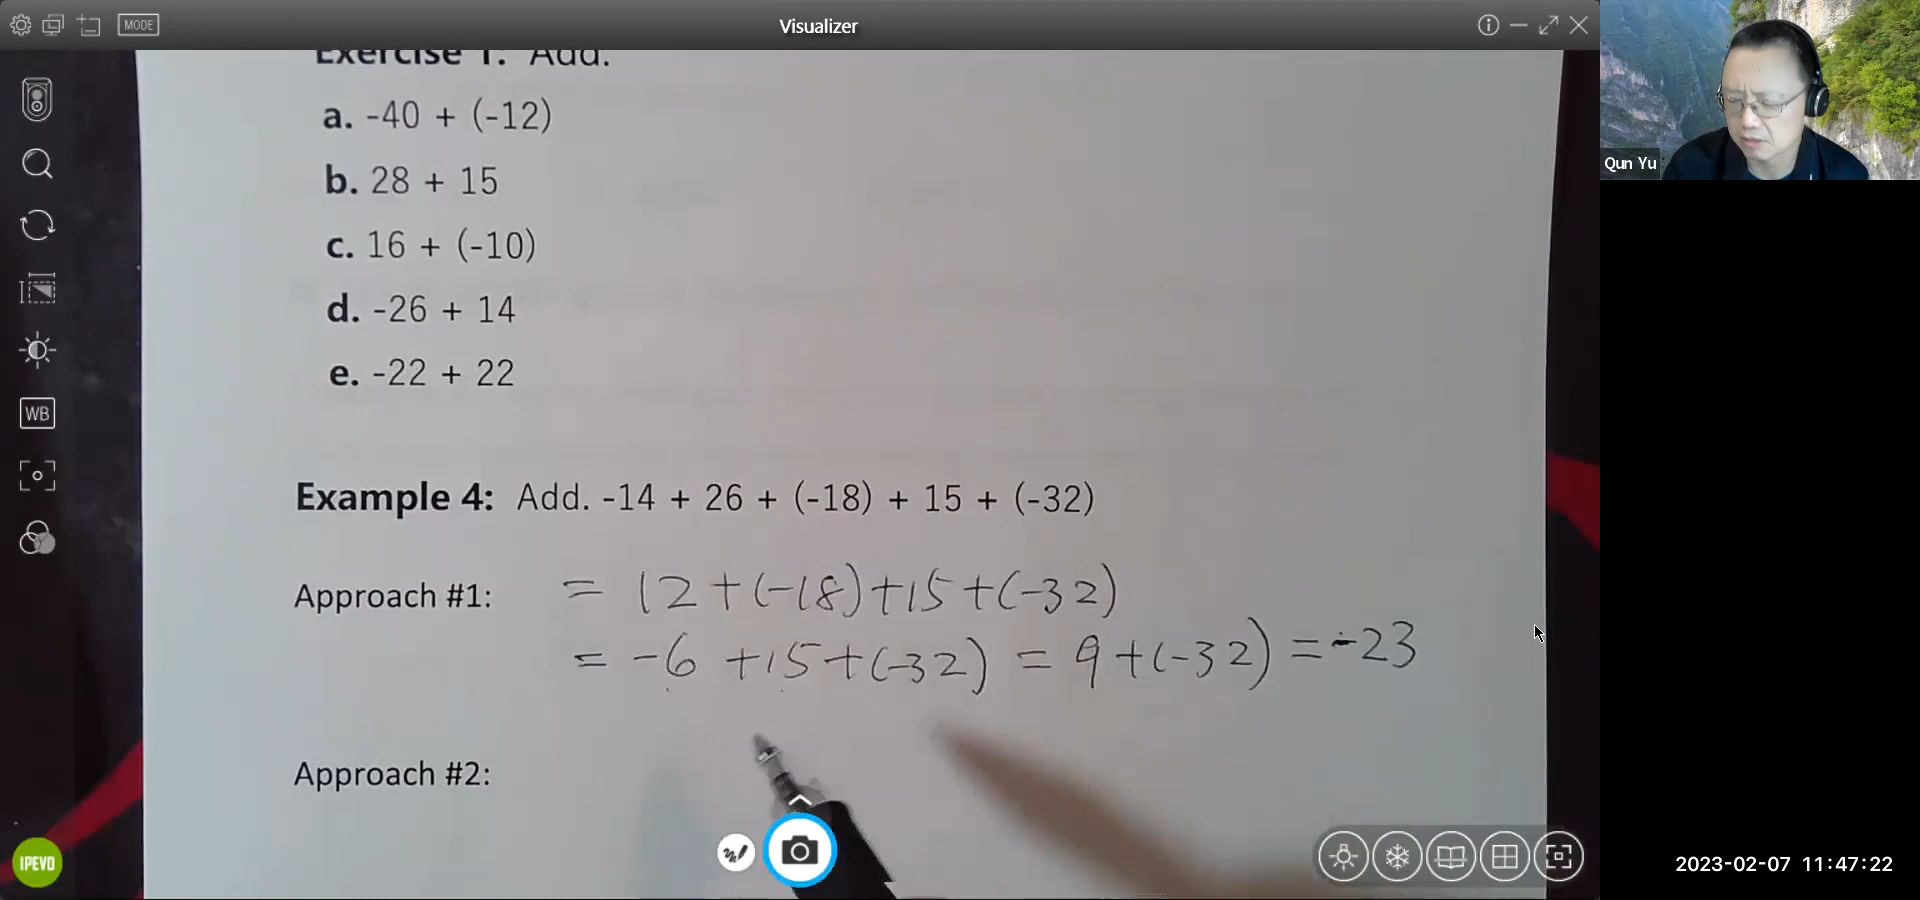 MODE
Visualizer
Exercise 1: Add.
a. -40 + (-12)
b. 28 + 15
c. 16 + (-10)
d. -26 + 14
e. -22 + 22
Example 4: Add. -14 + 26 + (-18) + 15 + (-32)
Approach #1: = 12+(-18)+15+(-32)
= -6 +15+(-32) = 9+(-32) = -23
Approach #2:
WB
IPEVO
Qun Yu
2023-02-07 11:47:22